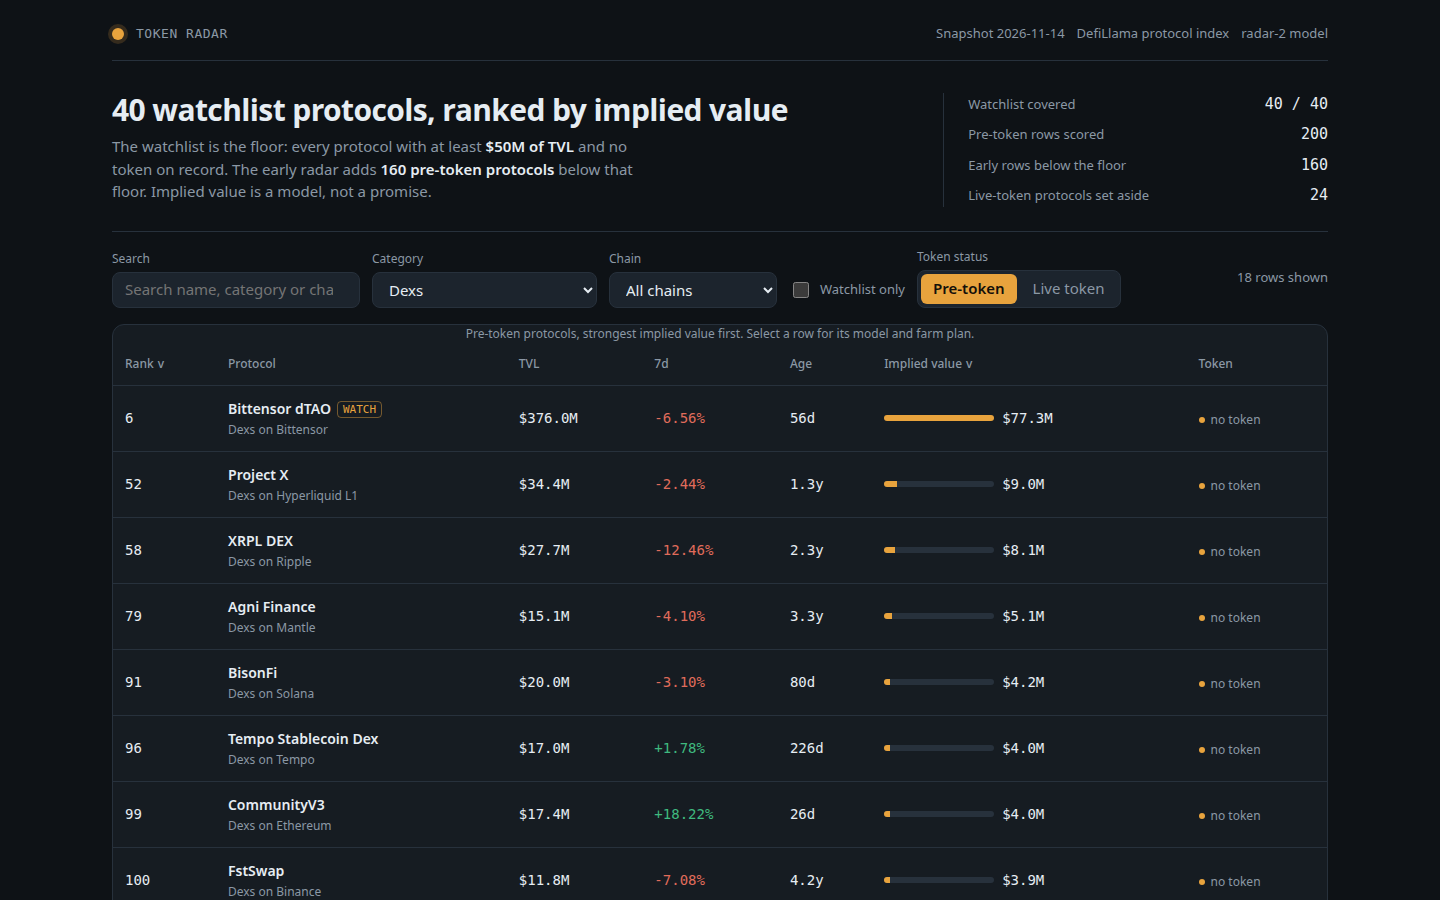 TOKEN RADAR
Snapshot 2026-11-14 DefiLlama protocol index radar-2 model
40 watchlist protocols, ranked by implied value
The watchlist is the floor: every protocol with at least $50M of TVL and no
token on record. The early radar adds 160 pre-token protocols below that
floor. Implied value is a model, not a promise.
Watchlist covered 40 / 40
Pre-token rows scored 200
Early rows below the floor 160
Live-token protocols set aside 24
Search
Category
Chain
Token status
Search name, category or cha
Dexs
All chains
Watchlist only
Pre-token
Live token
18 rows shown
Pre-token protocols, strongest implied value first. Select a row for its model and farm plan.
Rank v Protocol TVL 7d Age Implied value v Token
6 Bittensor dTAO WATCH $376.0M -6.56% 56d $77.3M no token
Dexs on Bittensor
52 Project X $34.4M -2.44% 1.3y $9.0M no token
Dexs on Hyperliquid L1
58 XRPL DEX $27.7M -12.46% 2.3y $8.1M no token
Dexs on Ripple
79 Agni Finance $15.1M -4.10% 3.3y $5.1M no token
Dexs on Mantle
91 BisonFi $20.0M -3.10% 80d $4.2M no token
Dexs on Solana
96 Tempo Stablecoin Dex $17.0M +1.78% 226d $4.0M no token
Dexs on Tempo
99 CommunityV3 $17.4M +18.22% 26d $4.0M no token
Dexs on Ethereum
100 FstSwap $11.8M -7.08% 4.2y $3.9M no token
Dexs on Binance